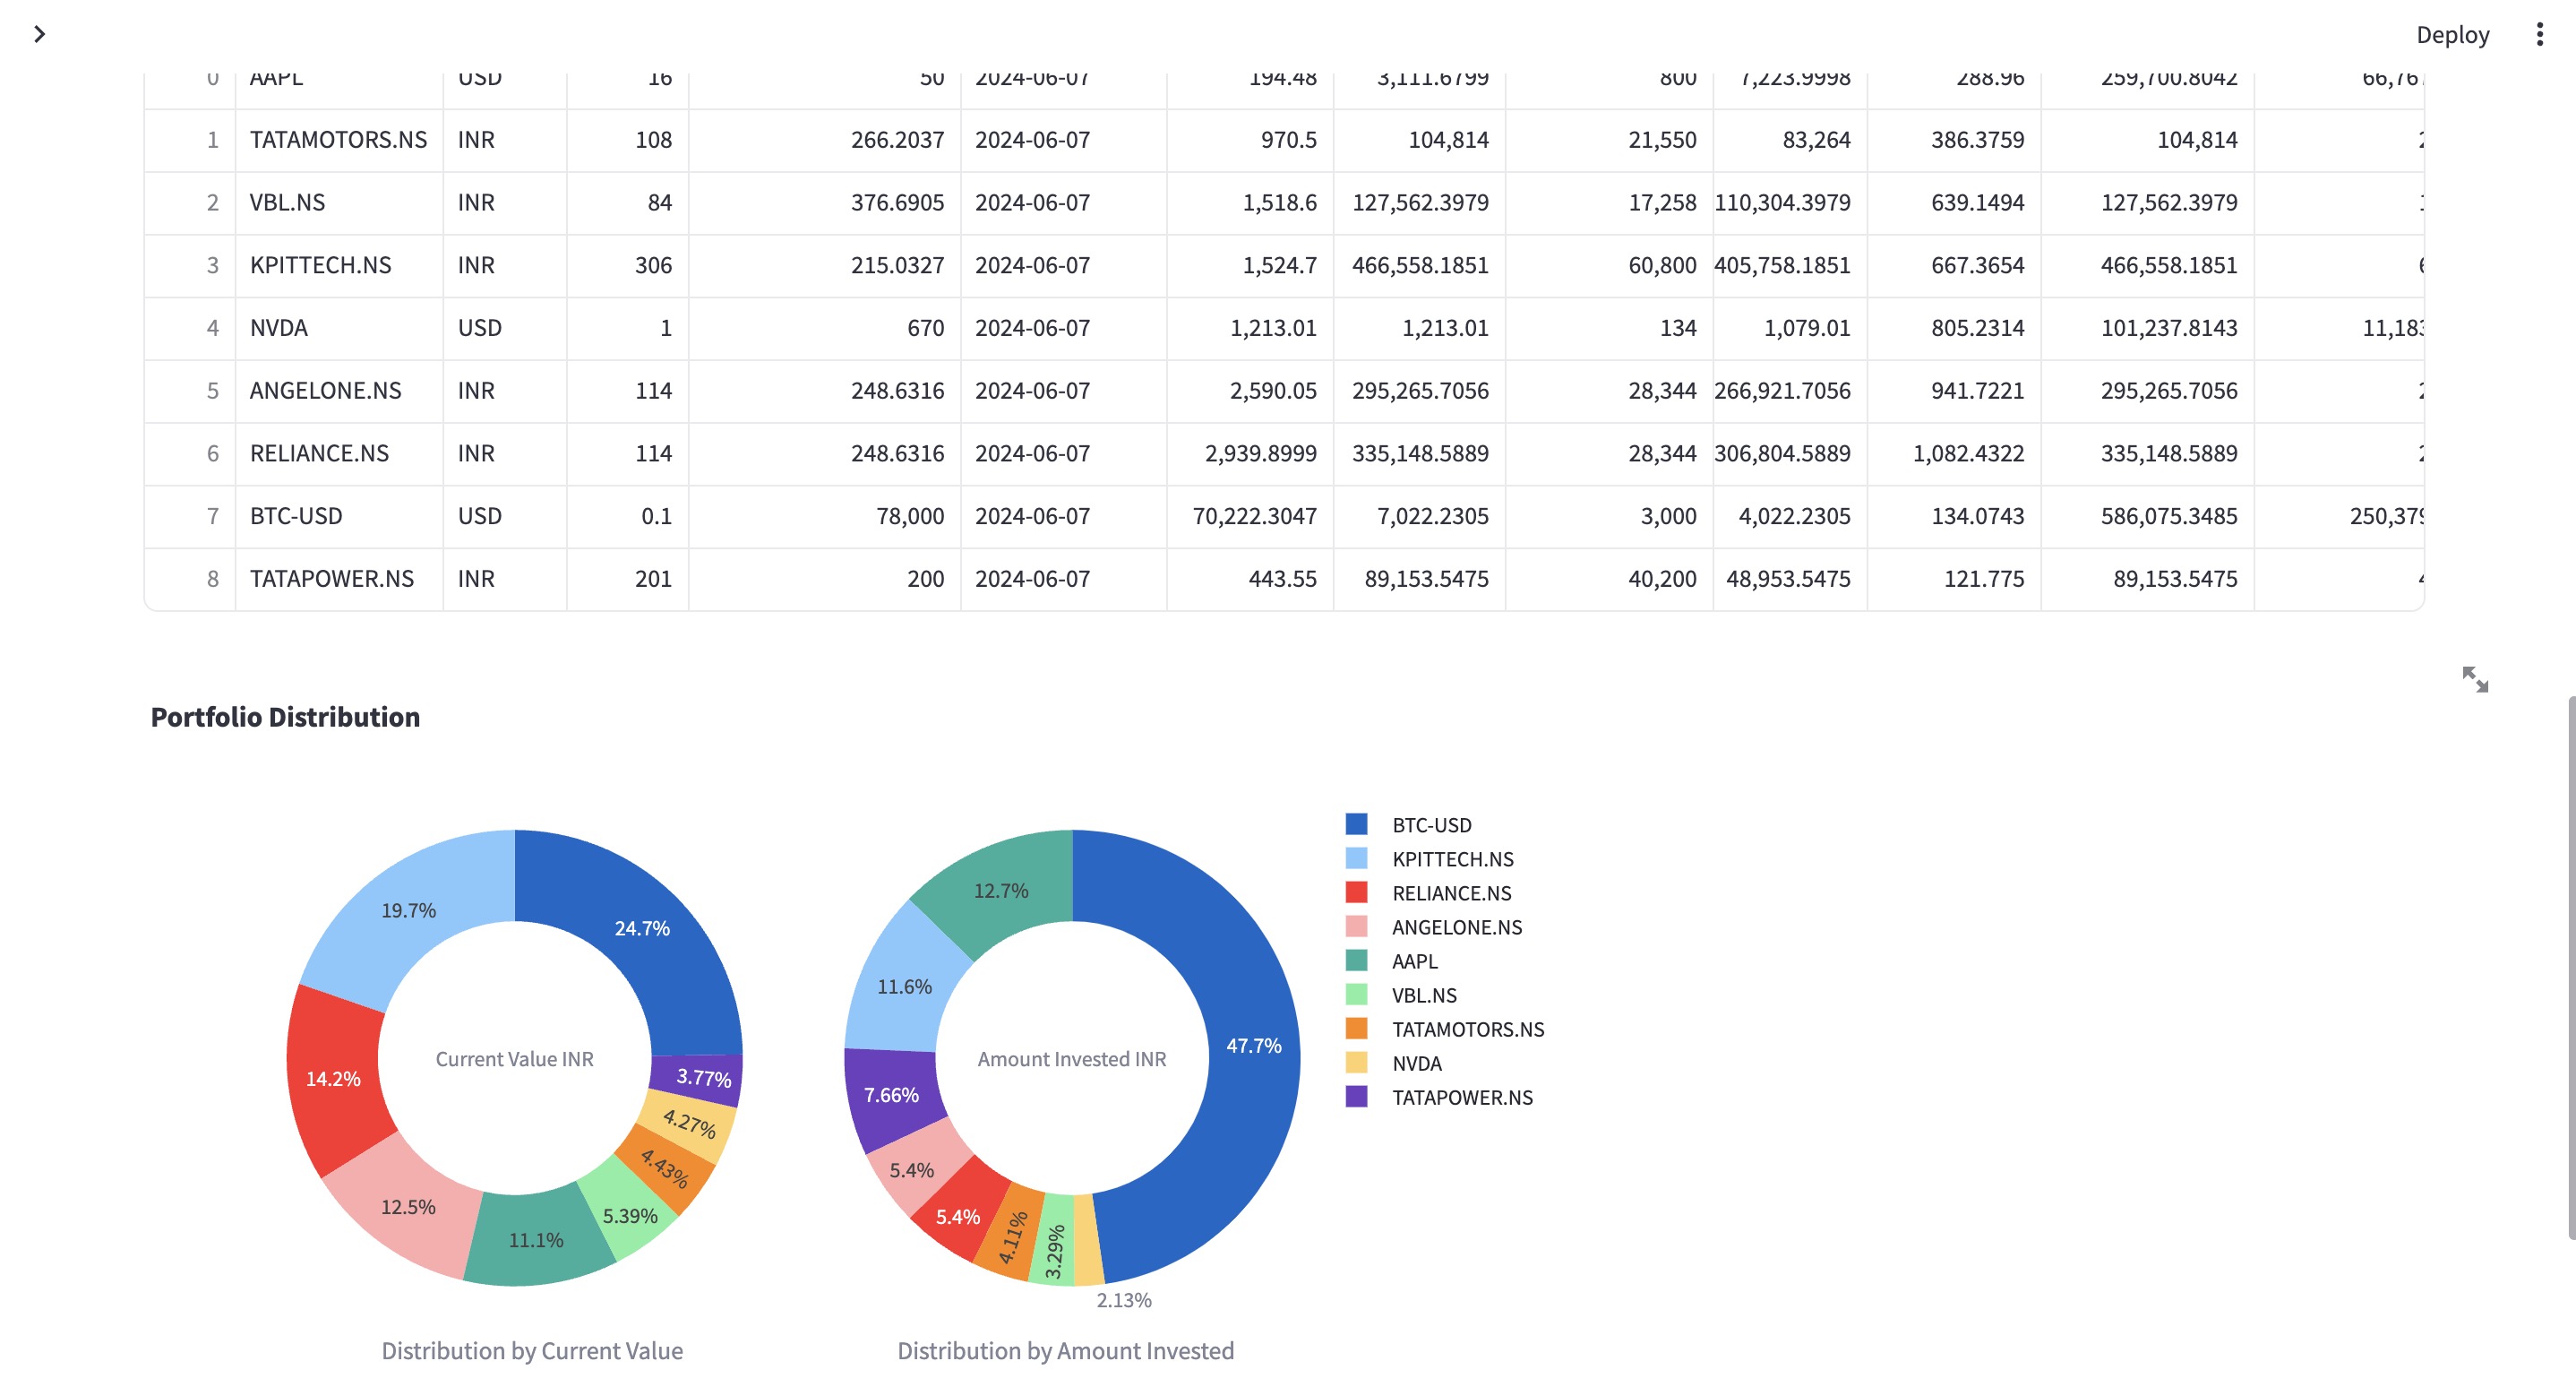 Deploy
0 AAPL USD 16 50 2024-06-07 194.48 3,111.6799 800 7,223.9998 288.96 259,700.8042
1 TATAMOTORS.NS INR 108 266.2037 2024-06-07 970.5 104,814 21,550 83,264 386.3759 104,814
2 VBL.NS INR 84 376.6905 2024-06-07 1,518.6 127,562.3979 17,258 110,304.3979 639.1494 127,562.3979
3 KPITTECH.NS INR 306 215.0327 2024-06-07 1,524.7 466,558.1851 60,800 405,758.1851 667.3654 466,558.1851
4 NVDA USD 1 670 2024-06-07 1,213.01 1,213.01 134 1,079.01 805.2314 101,237.8143 11,183
5 ANGELONE.NS INR 114 248.6316 2024-06-07 2,590.05 295,265.7056 28,344 266,921.7056 941.7221 295,265.7056
6 RELIANCE.NS INR 114 248.6316 2024-06-07 2,939.8999 335,148.5889 28,344 306,804.5889 1,082.4322 335,148.5889
7 BTC-USD USD 0.1 78,000 2024-06-07 70,222.3047 7,022.2305 3,000 4,022.2305 134.0743 586,075.3485 250,379
8 TATAPOWER.NS INR 201 200 2024-06-07 443.55 89,153.5475 40,200 48,953.5475 121.775 89,153.5475
Portfolio Distribution
24.7%
3.77%
4.27%
4.43%
5.39%
11.1%
12.5%
14.2%
19.7%
Current Value INR
Distribution by Current Value
47.7%
2.13%
3.29%
4.11%
5.4%
5.4%
7.66%
11.6%
12.7%
Amount Invested INR
Distribution by Amount Invested
BTC-USD
KPITTECH.NS
RELIANCE.NS
ANGELONE.NS
AAPL
VBL.NS
TATAMOTORS.NS
NVDA
TATAPOWER.NS